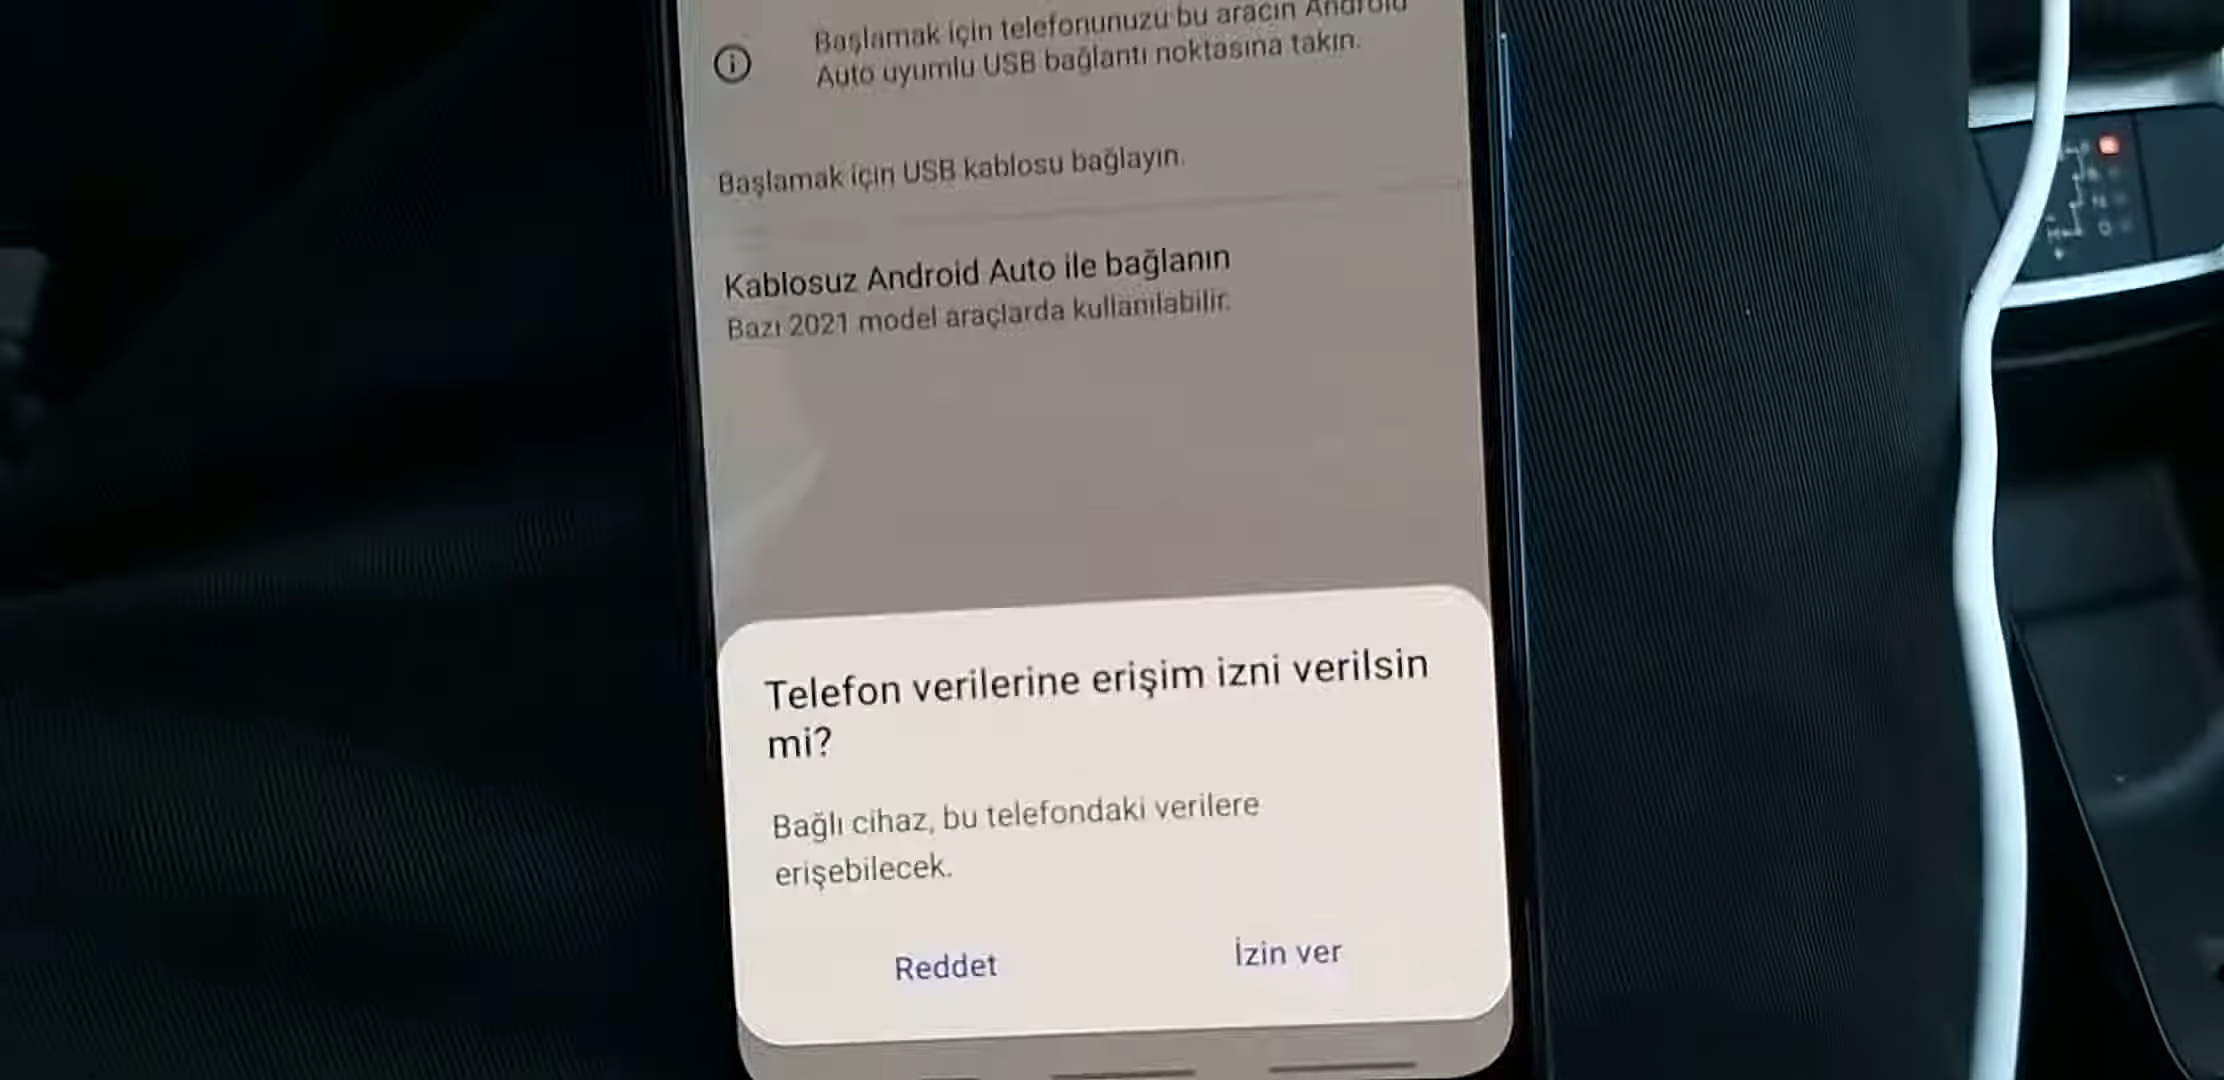 Başlamak için telefonunuzu bu aracın Android
Auto uyumlu USB bağlantı noktasına takın.
Başlamak için USB kablosu bağlayın.
Kablosuz Android Auto ile bağlanın
Bazı 2021 model araçlarda kullanılabilir.
Telefon verilerine erişim izni verilsin
mi?
Bağlı cihaz, bu telefondaki verilere
erişebilecek.
Reddet
İzin ver